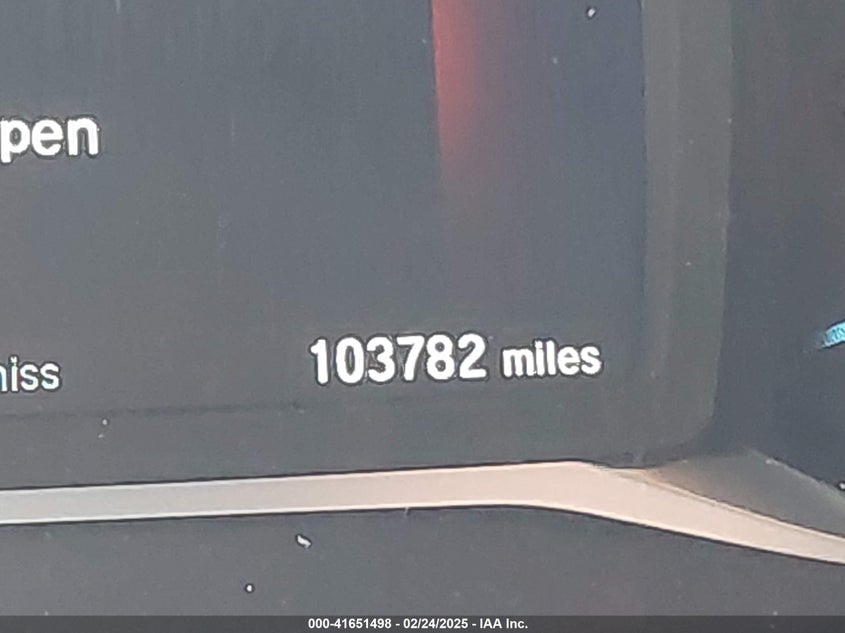 pen
niss
103782 miles
000-41651498 - 02/24/2025 - IAA Inc.